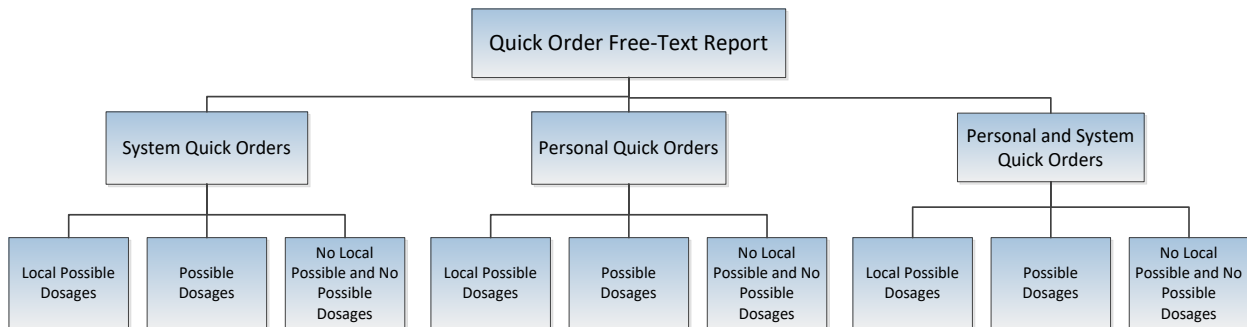 Quick Order Free-Text Report
System Quick Orders
Personal Quick Orders
Personal and System
Quick Orders
Local Possible
Dosages
Possible
Dosages
No Local
Possible and No
Possible
Dosages
Local Possible
Dosages
Possible
Dosages
No Local
Possible and No
Possible
Dosages
Local Possible
Dosages
Possible
Dosages
No Local
Possible and No
Possible
Dosages